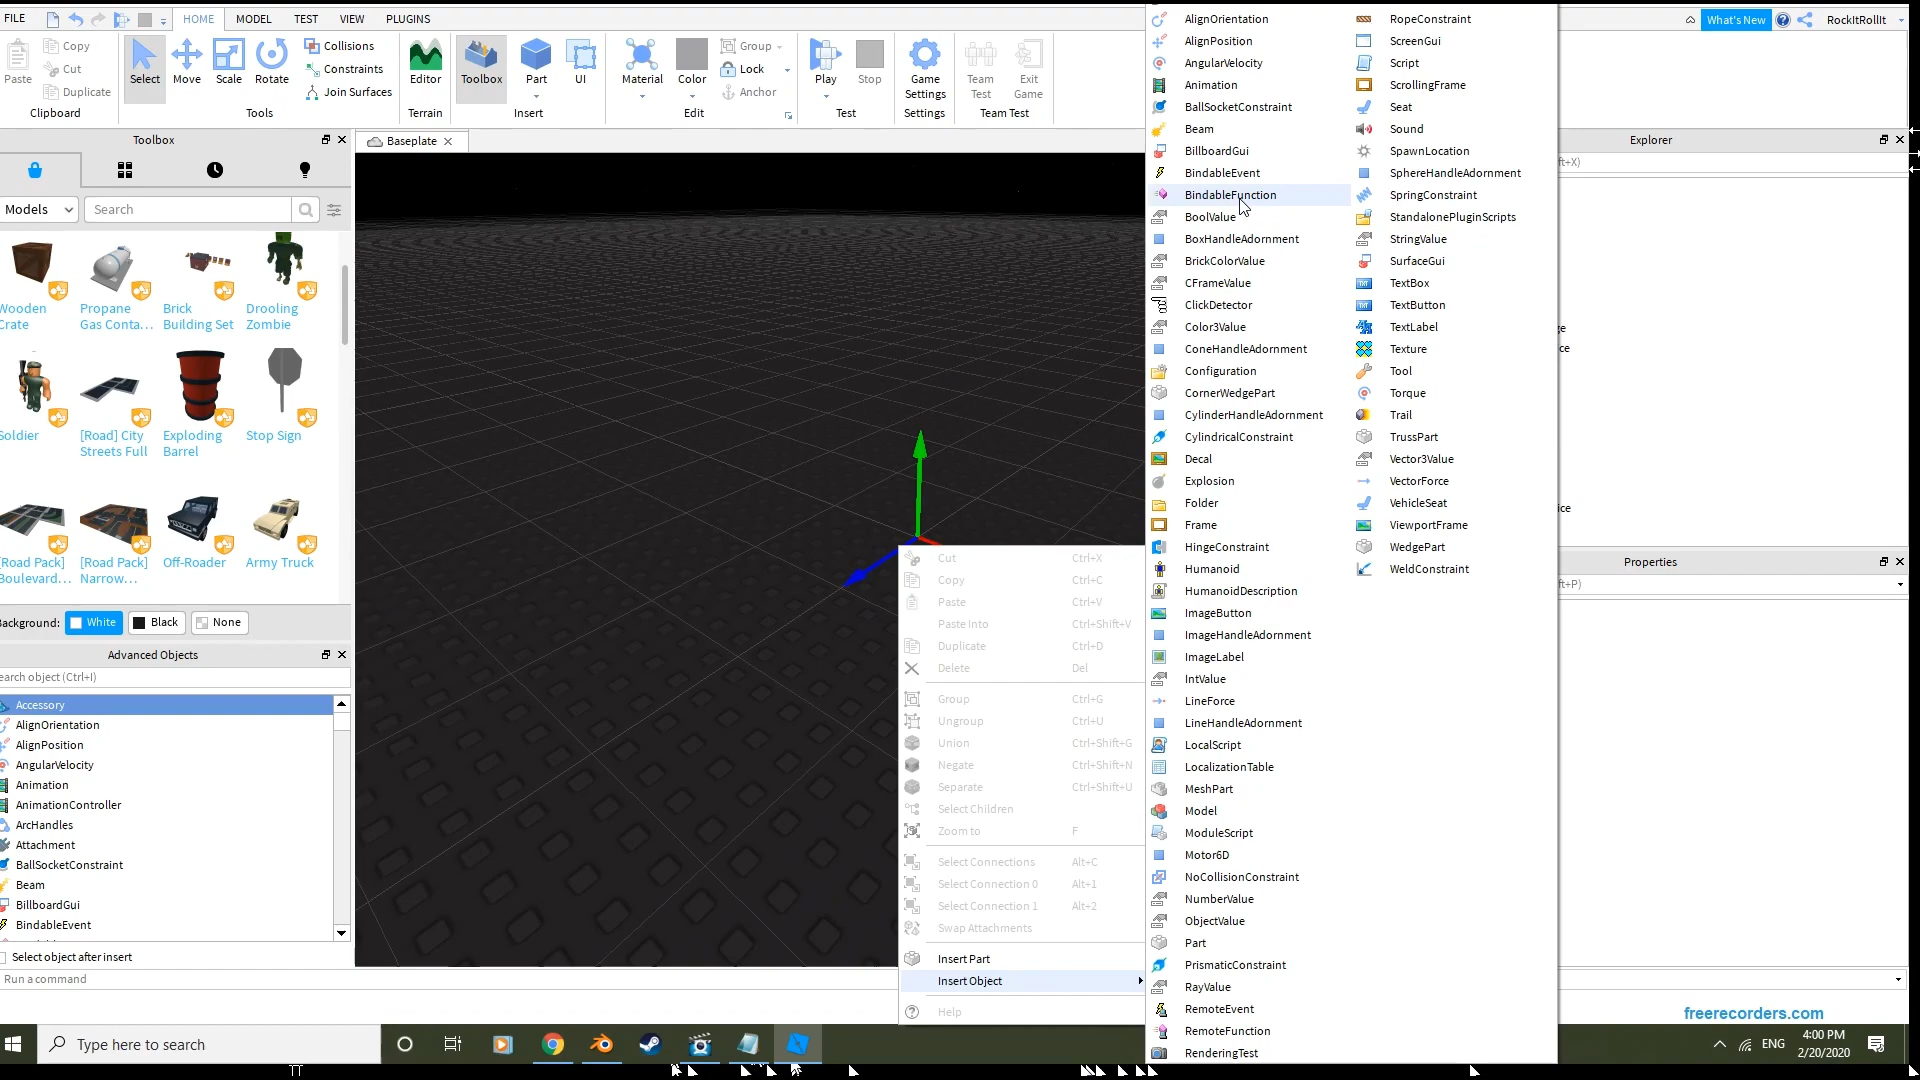 FILE
HOME
MODEL
TEST
VIEW
PLUGINS
What's New
RockItRollIt
Paste
Copy
Cut
Duplicate
Clipboard
Select
Move
Scale
Rotate
Collisions
Constraints
Join Surfaces
Tools
Editor
Terrain
Toolbox
Part
UI
Insert
Material
Color
Group
Lock
Anchor
Edit
Play
Stop
Test
Game
Settings
Settings
Team
Test
Exit
Game
Team Test
Toolbox
Models
Search
Wooden
Crate
Propane
Gas Conta...
Brick
Building Set
Drooling
Zombie
Soldier
[Road] City
Streets Full
Exploding
Barrel
Stop Sign
[Road Pack]
Boulevard...
[Road Pack]
Narrow...
Off-Roader
Army Truck
ackground:
White
Black
None
Advanced Objects
earch object (Ctrl+I)
Accessory
AlignOrientation
AlignPosition
AngularVelocity
Animation
AnimationController
ArcHandles
Attachment
BallSocketConstraint
Beam
BillboardGui
BindableEvent
Select object after insert
Run a command
Baseplate
Cut Ctrl+X
Copy Ctrl+C
Paste Ctrl+V
Paste Into Ctrl+Shift+V
Duplicate Ctrl+D
Delete Del
Group Ctrl+G
Ungroup Ctrl+U
Union Ctrl+Shift+G
Negate Ctrl+Shift+N
Separate Ctrl+Shift+U
Select Children
Zoom to F
Select Connections Alt+C
Select Connection 0 Alt+1
Select Connection 1 Alt+2
Swap Attachments
Insert Part
Insert Object
Help
AlignOrientation
AlignPosition
AngularVelocity
Animation
BallSocketConstraint
Beam
BillboardGui
BindableEvent
BindableFunction
BoolValue
BoxHandleAdornment
BrickColorValue
CFrameValue
ClickDetector
Color3Value
ConeHandleAdornment
Configuration
CornerWedgePart
CylinderHandleAdornment
CylindricalConstraint
Decal
Explosion
Folder
Frame
HingeConstraint
Humanoid
HumanoidDescription
ImageButton
ImageHandleAdornment
ImageLabel
IntValue
LineForce
LineHandleAdornment
LocalScript
LocalizationTable
MeshPart
Model
ModuleScript
Motor6D
NoCollisionConstraint
NumberValue
ObjectValue
Part
PrismaticConstraint
RayValue
RemoteEvent
RemoteFunction
RenderingTest
RopeConstraint
ScreenGui
Script
ScrollingFrame
Seat
Sound
SpawnLocation
SphereHandleAdornment
SpringConstraint
StandalonePluginScripts
StringValue
SurfaceGui
TextBox
TextButton
TextLabel
Texture
Tool
Torque
Trail
TrussPart
Vector3Value
VectorForce
VehicleSeat
ViewportFrame
WedgePart
WeldConstraint
Explorer
ft+X)
ge
ce
ice
Properties
ft+P)
freerecorders.com
Type here to search
ENG
4:00 PM
2/20/2020